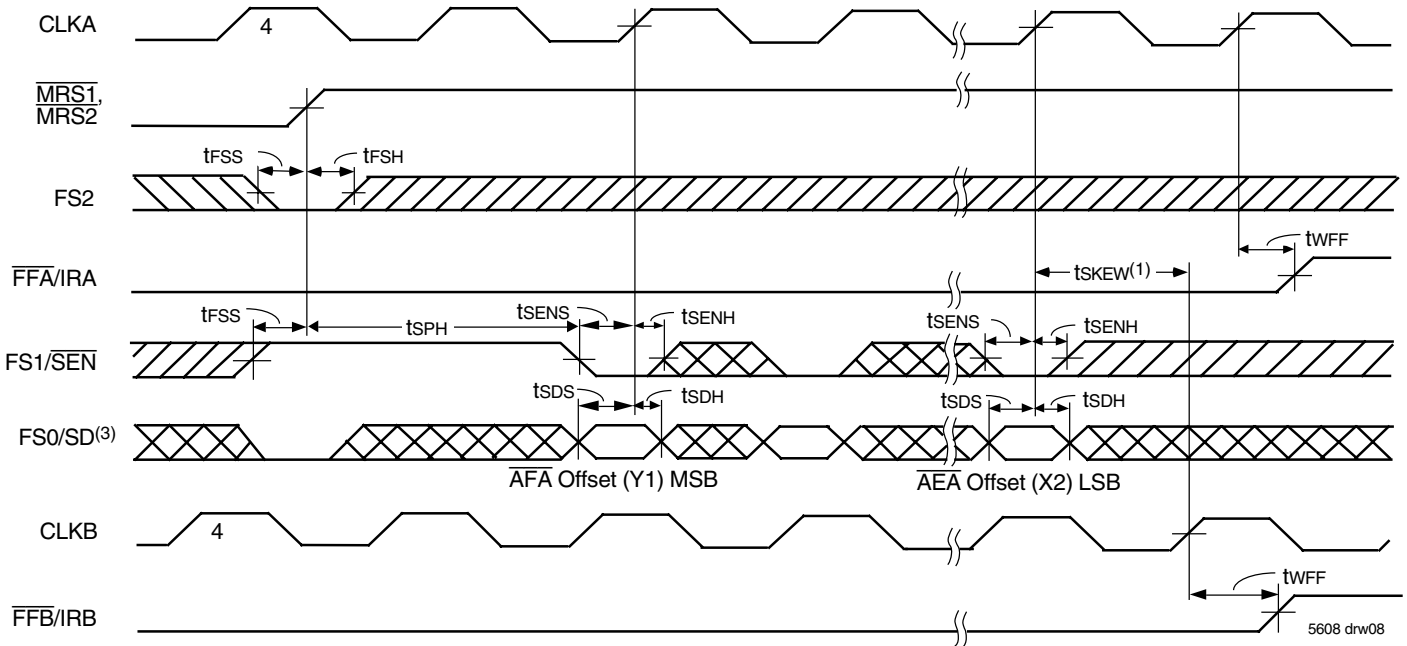 CLKA
4
MRS1,
MRS2
tFSS
tFSH
FS2
tWFF
FFA/IRA
tSKEW(1)
tFSS
tSPH
tSENS
tSENH
tSENS
tSENH
FS1/SEN
tSDS
tSDH
tSDS
tSDH
FS0/SD(3)
AFA Offset (Y1) MSB
AEA Offset (X2) LSB
CLKB
4
tWFF
FFB/IRB
5608 drw08